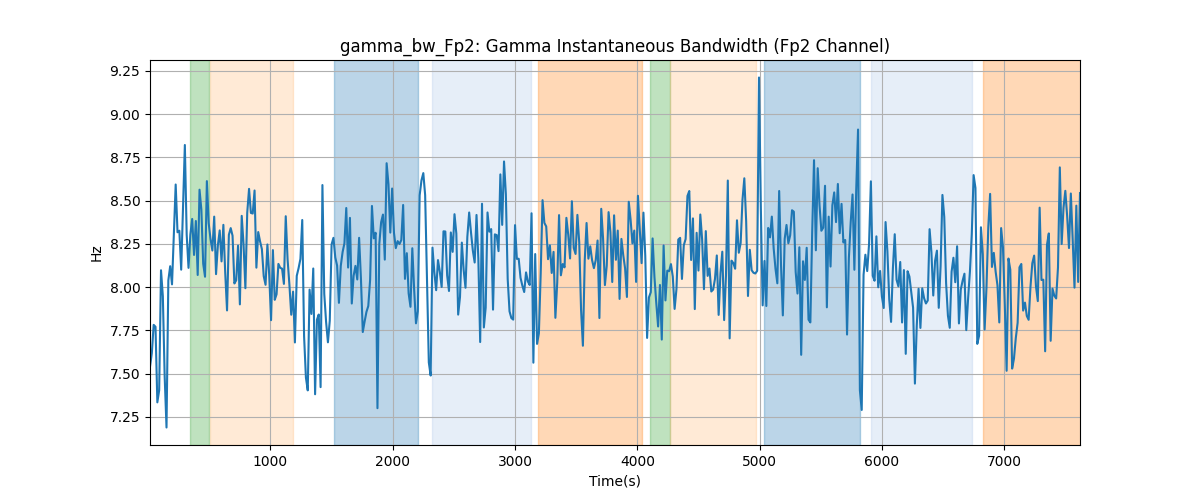 gamma_bw_Fp2: Gamma Instantaneous Bandwidth (Fp2 Channel)
9.25
9.00
8.75
8.50
8.25
8.00
7.75
7.50
7.25
Hz
1000 2000 3000 4000 5000 6000 7000
Time(s)